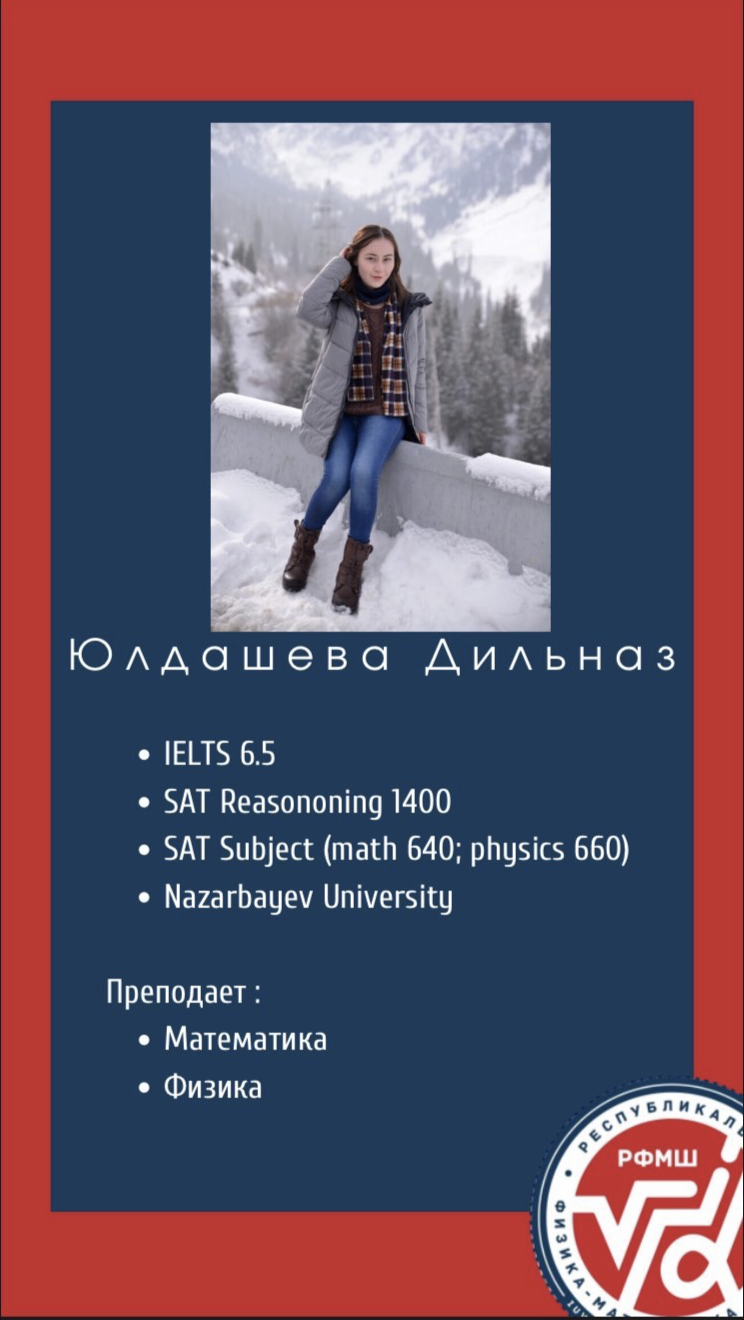 Юлдашева Дильназ
• IELTS 6.5
• SAT Reasononing 1400
• SAT Subject (math 640; physics 660)
• Nazarbayev University
Преподает :
• Математика
• Физика
РФМШ